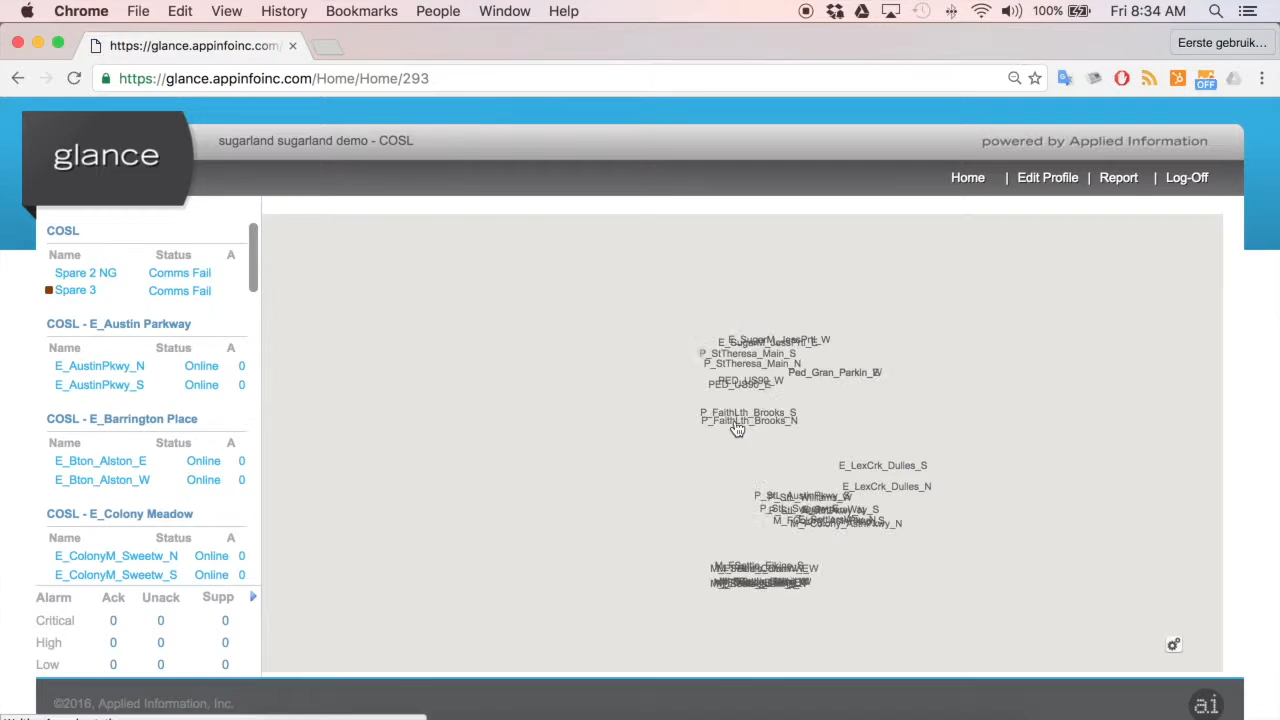 Chrome File Edit View History Bookmarks People Window Help 100% Fri 8:34 AM
https://glance.appinfoinc.com/ Eerste gebruik...
https://glance.appinfoinc.com/Home/Home/293 OFF
glance sugarland sugarland demo - COSL powered by Applied Information
Home | Edit Profile | Report | Log-Off
COSL
Name Status A
Spare 2 NG Comms Fail
Spare 3 Comms Fail
COSL - E_Austin Parkway
Name Status A
E_AustinPkwy_N Online 0
E_AustinPkwy_S Online 0
COSL - E_Barrington Place
Name Status A
E_Bton_Alston_E Online 0
E_Bton_Alston_W Online 0
COSL - E_Colony Meadow
Name Status A
E_ColonyM_Sweetw_N Online 0
E_ColonyM_Sweetw_S Online 0
Alarm Ack Unack Supp
Critical 0 0 0
High 0 0 0
Low 0 0 0
P_StTheresa_Main_S
P_StTheresa_Main_N
PED_US90_W
PED_US90_E
P_FaithLth_Brooks_S
P_FaithLth_Brooks_N
E_LexCrk_Dulles_S
E_LexCrk_Dulles_N
©2016, Applied Information, Inc.
ai